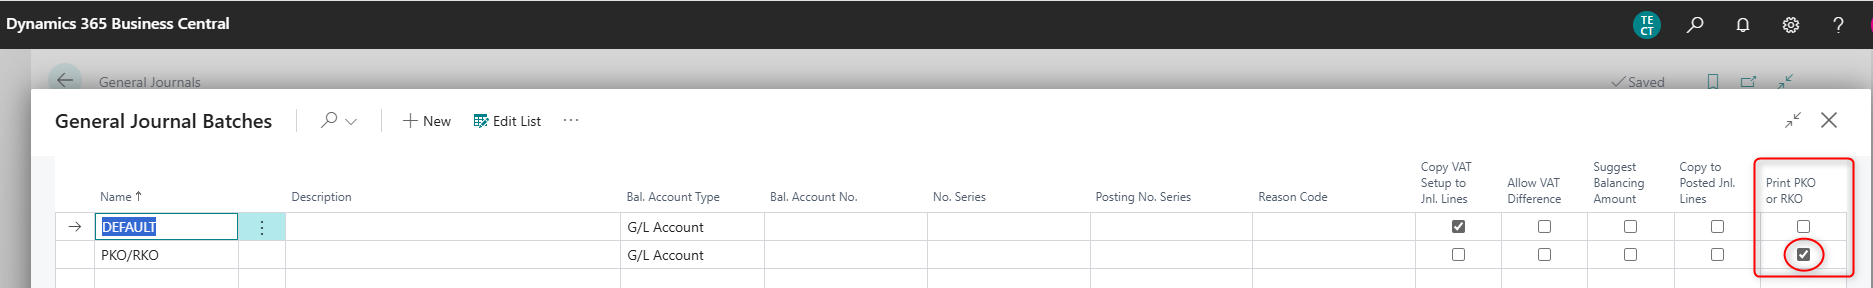 Dynamics 365 Business Central
TE
CT
General Journals
Saved
General Journal Batches
New
Edit List
Name ↑
Description
Bal. Account Type
Bal. Account No.
No. Series
Posting No. Series
Reason Code
Copy VAT
Setup to
Jnl. Lines
Allow VAT
Difference
Suggest
Balancing
Amount
Copy to
Posted Jnl.
Lines
Print PKO
or RKO
DEFAULT
G/L Account
PKO/RKO
G/L Account